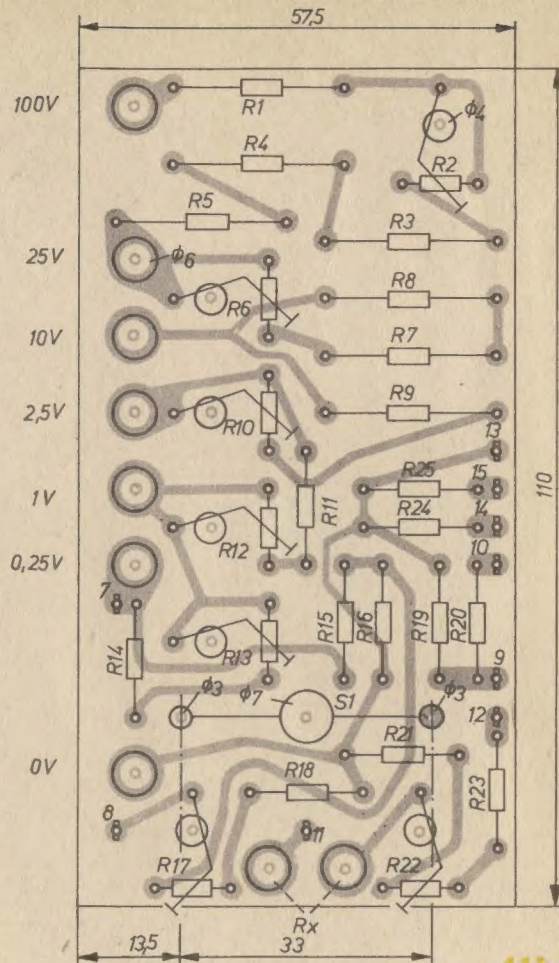 57,5
100V
R1
ϕ4
R4
R2
R5
R3
25V
ϕ6
R6
R8
10V
R7
2,5V
R10
R9
13
R25
15
110
1V
R11
R24
14
R12
0,25V
10
7
R14
R13
R15
R16
R19
R20
9
ϕ3
ϕ7
S1
ϕ3
12
0V
R21
R18
R23
8
11
R17
R22
Rx
13,5
33